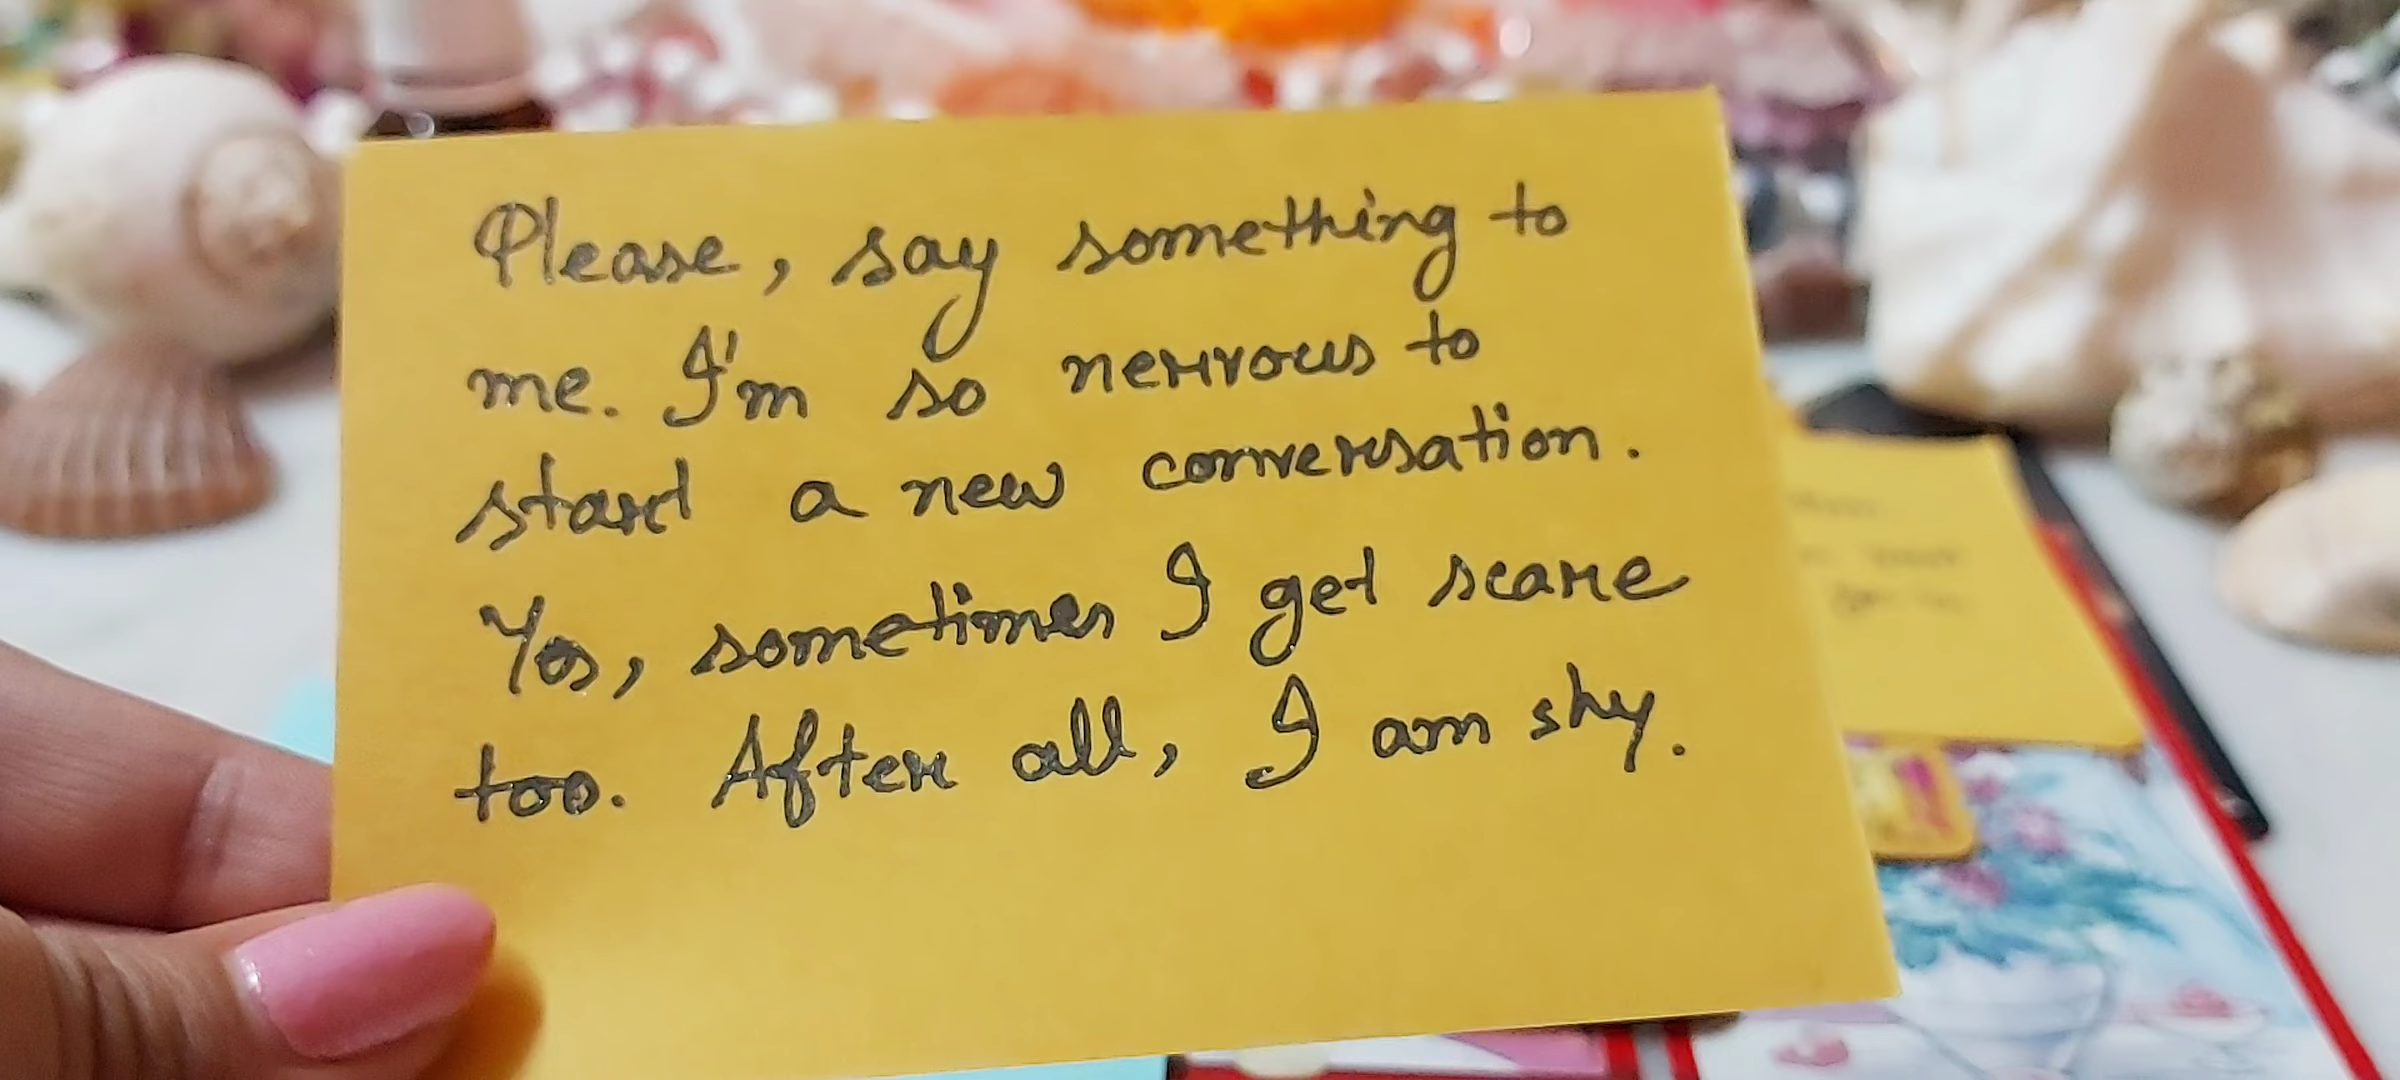 Please, say something to
me. I'm so nervous to
start a new conversation.
Yes, sometimes I get scare
too. After all, I am shy.